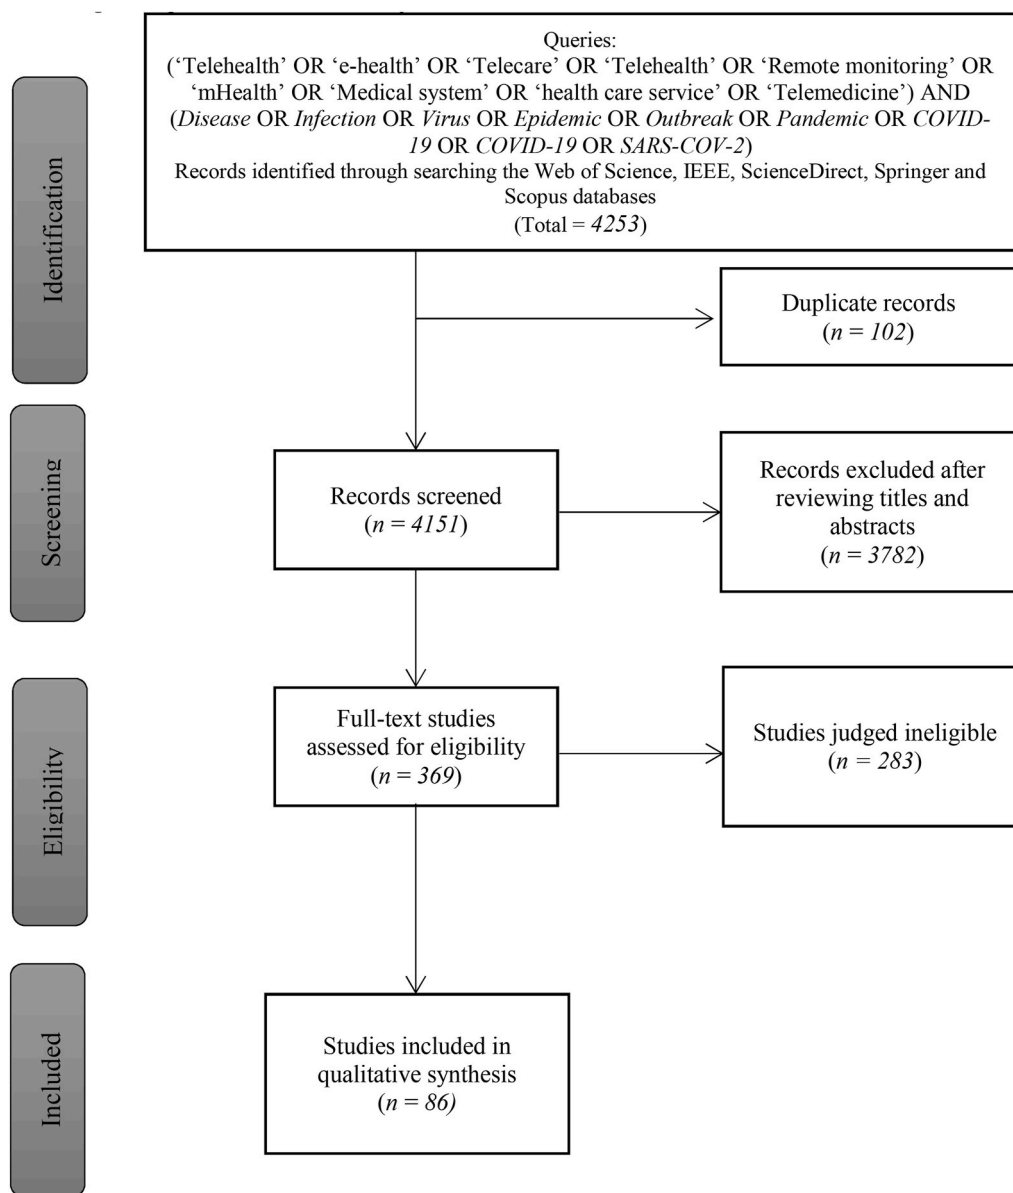 Identification
Queries:
(‘Telehealth’ OR ‘e-health’ OR ‘Telecare’ OR ‘Telehealth’ OR ‘Remote monitoring’ OR
‘mHealth’ OR ‘Medical system’ OR ‘health care service’ OR ‘Telemedicine’) AND
(Disease OR Infection OR Virus OR Epidemic OR Outbreak OR Pandemic OR COVID-
19 OR COVID-19 OR SARS-COV-2)
Records identified through searching the Web of Science, IEEE, ScienceDirect, Springer and
Scopus databases
(Total = 4253)
Duplicate records
(n = 102)
Screening
Records screened
(n = 4151)
Records excluded after
reviewing titles and
abstracts
(n = 3782)
Eligibility
Full-text studies
assessed for eligibility
(n = 369)
Studies judged ineligible
(n = 283)
Included
Studies included in
qualitative synthesis
(n = 86)